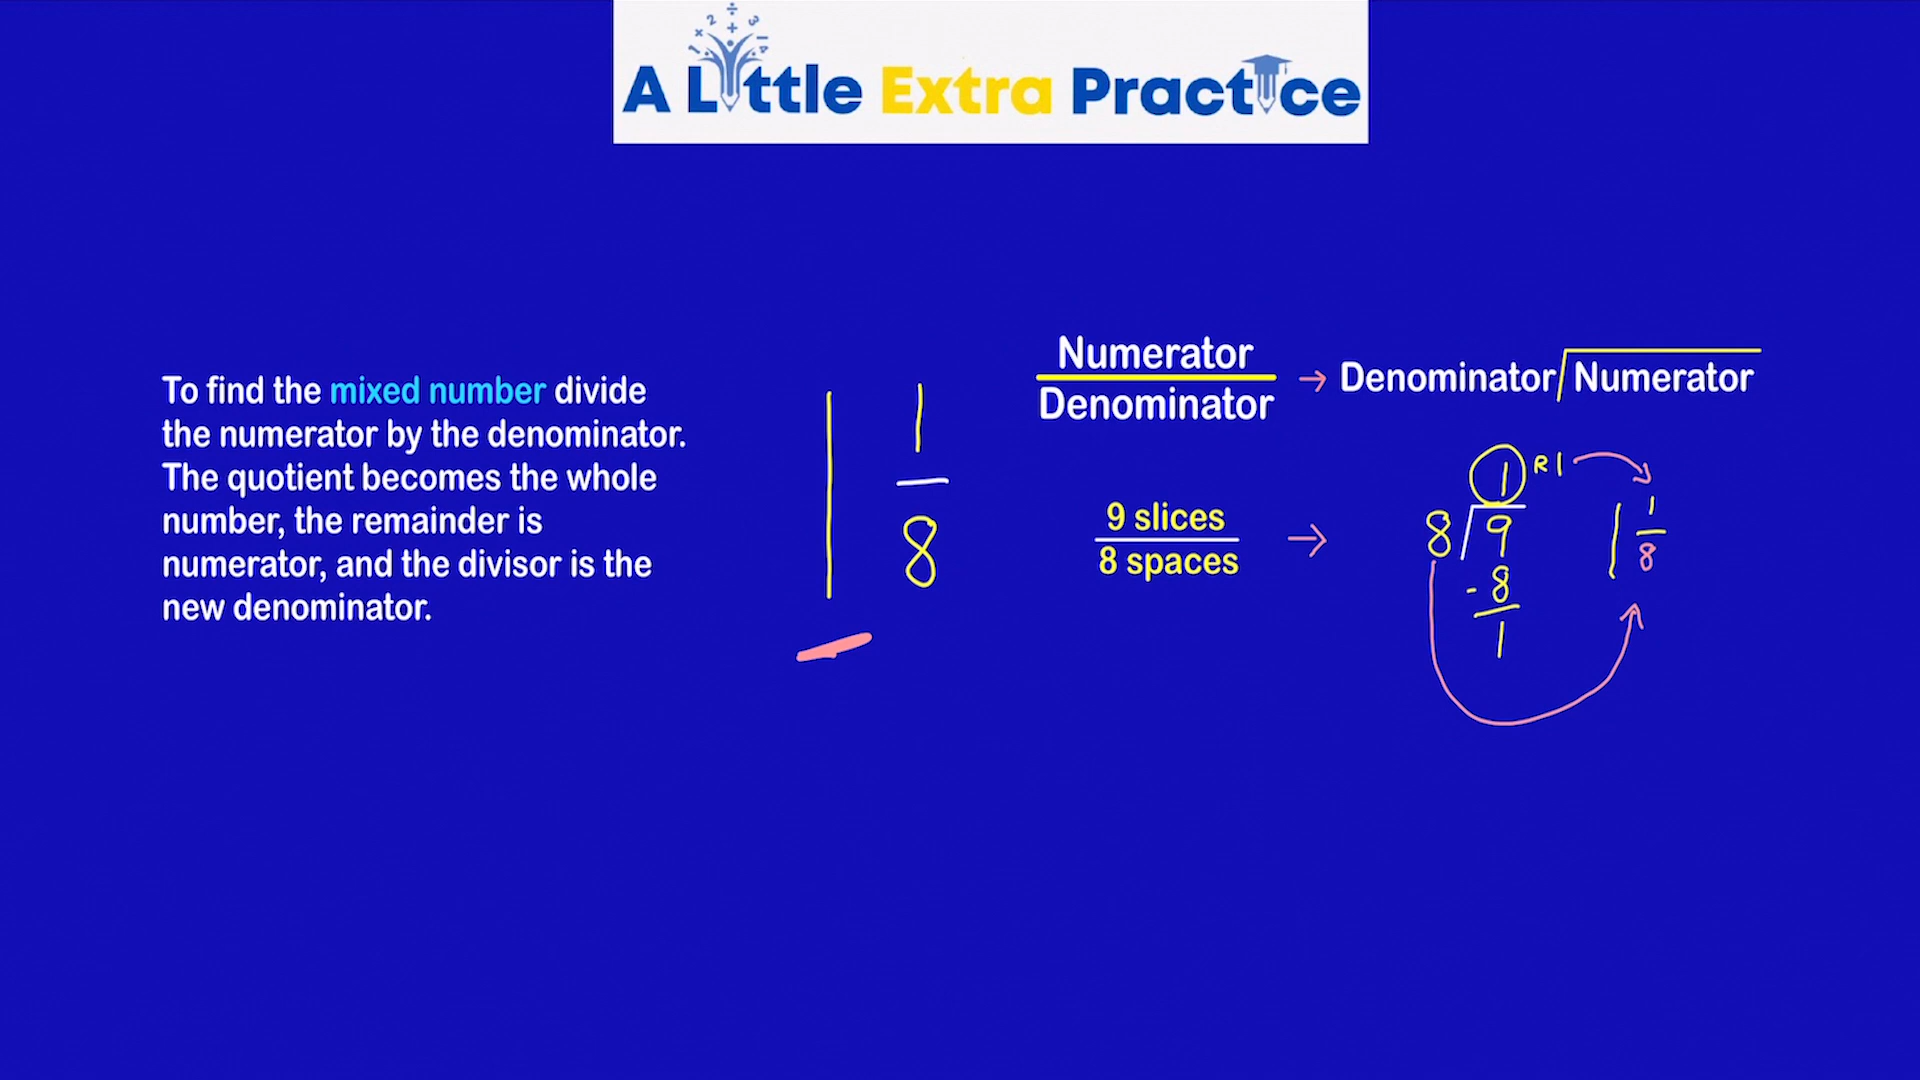 A Little Extra Practice
To find the mixed number divide
the numerator by the denominator.
The quotient becomes the whole
number, the remainder is
numerator, and the divisor is the
new denominator.
1 1/8
Numerator
Denominator
→ Denominator Numerator
9 slices
8 spaces
→
1 R1
8 9
- 8
1
1 1/8